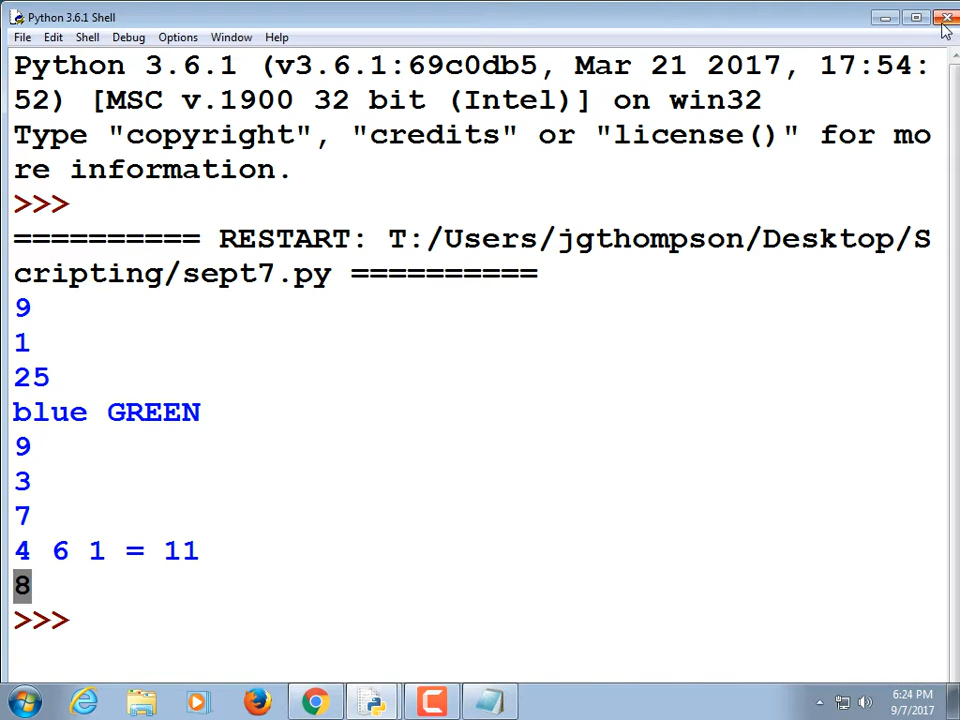 Python 3.6.1 Shell
File Edit Shell Debug Options Window Help
Python 3.6.1 (v3.6.1:69c0db5, Mar 21 2017, 17:54:
52) [MSC v.1900 32 bit (Intel)] on win32
Type "copyright", "credits" or "license()" for mo
re information.
>>>
========== RESTART: T:/Users/jgthompson/Desktop/S
cripting/sept7.py ==========
9
1
25
blue GREEN
9
3
7
4 6 1 = 11
8
>>>
6:24 PM
9/7/2017